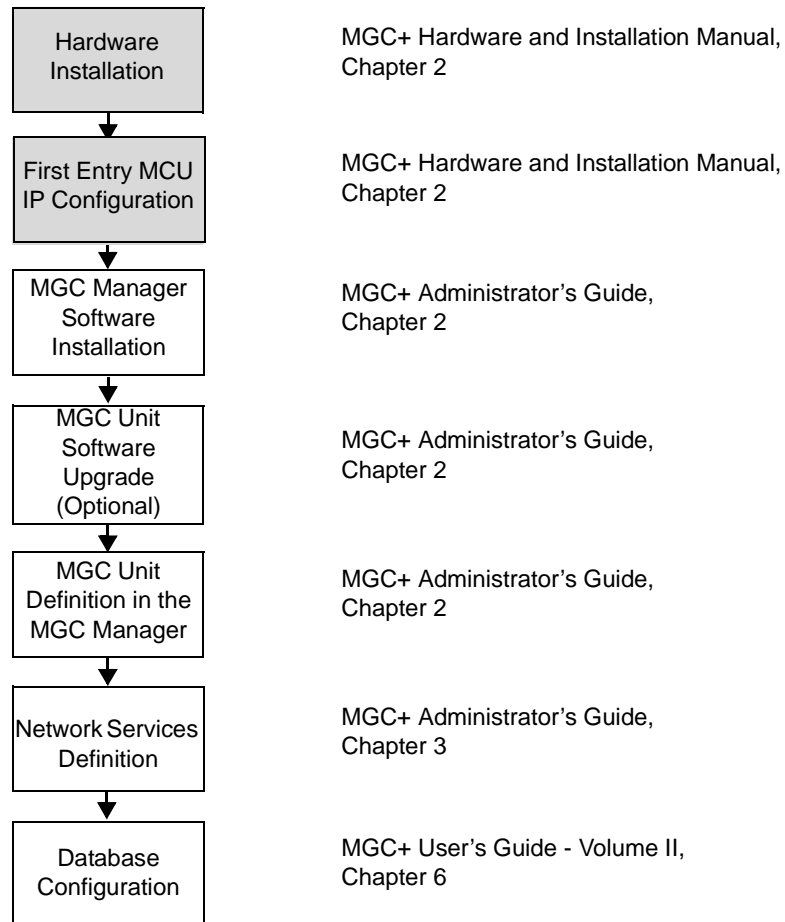 Hardware
Installation
MGC+ Hardware and Installation Manual,
Chapter 2
First Entry MCU
IP Configuration
MGC+ Hardware and Installation Manual,
Chapter 2
MGC Manager
Software
Installation
MGC+ Administrator’s Guide,
Chapter 2
MGC Unit
Software
Upgrade
(Optional)
MGC+ Administrator’s Guide,
Chapter 2
MGC Unit
Definition in the
MGC Manager
MGC+ Administrator’s Guide,
Chapter 2
Network Services
Definition
MGC+ Administrator’s Guide,
Chapter 3
Database
Configuration
MGC+ User’s Guide - Volume II,
Chapter 6